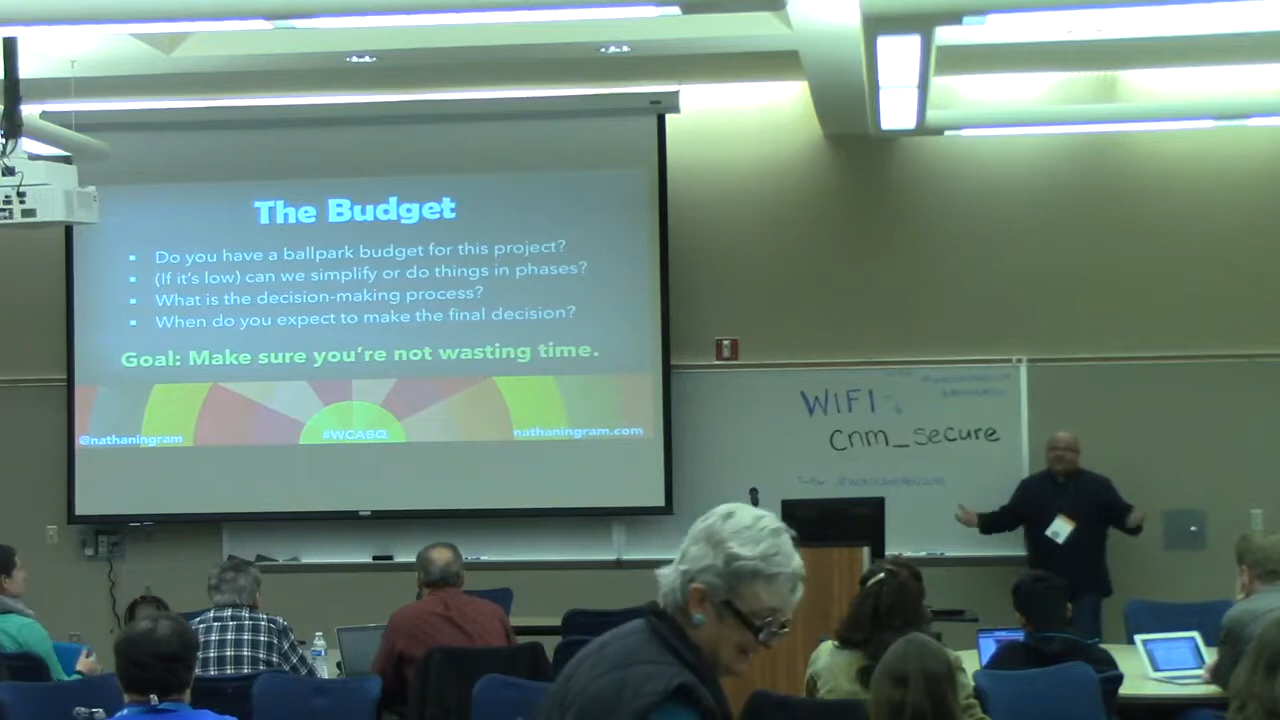 The Budget
▪ Do you have a ballpark budget for this project?
▪ (If it's low) can we simplify or do things in phases?
▪ What is the decision-making process?
▪ When do you expect to make the final decision?
Goal: Make sure you're not wasting time.
@nathaningram
#WCABQ
nathaningram.com
WIFI
cnm_secure